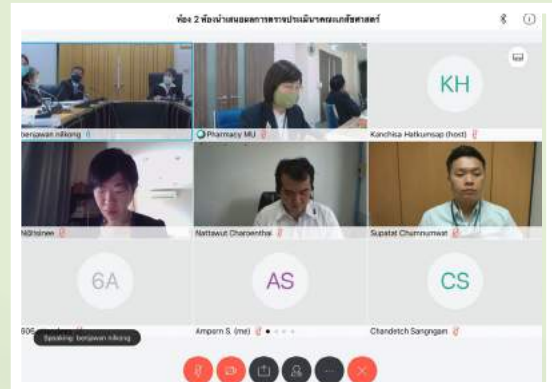 ห้อง 2 ห้องนำเสนอผลการตรวจประเมินฯคณะเภสัชศาสตร์
KH
benjawan nilkong
Pharmacy MU
Kanchisa Hatkumsap (host)
Nattawut Charoenthai
Supatat Chumnumwat
6A
AS
CS
Speaking: benjawan nilkong
Amparn S. (me)
Chandetch Sangngam